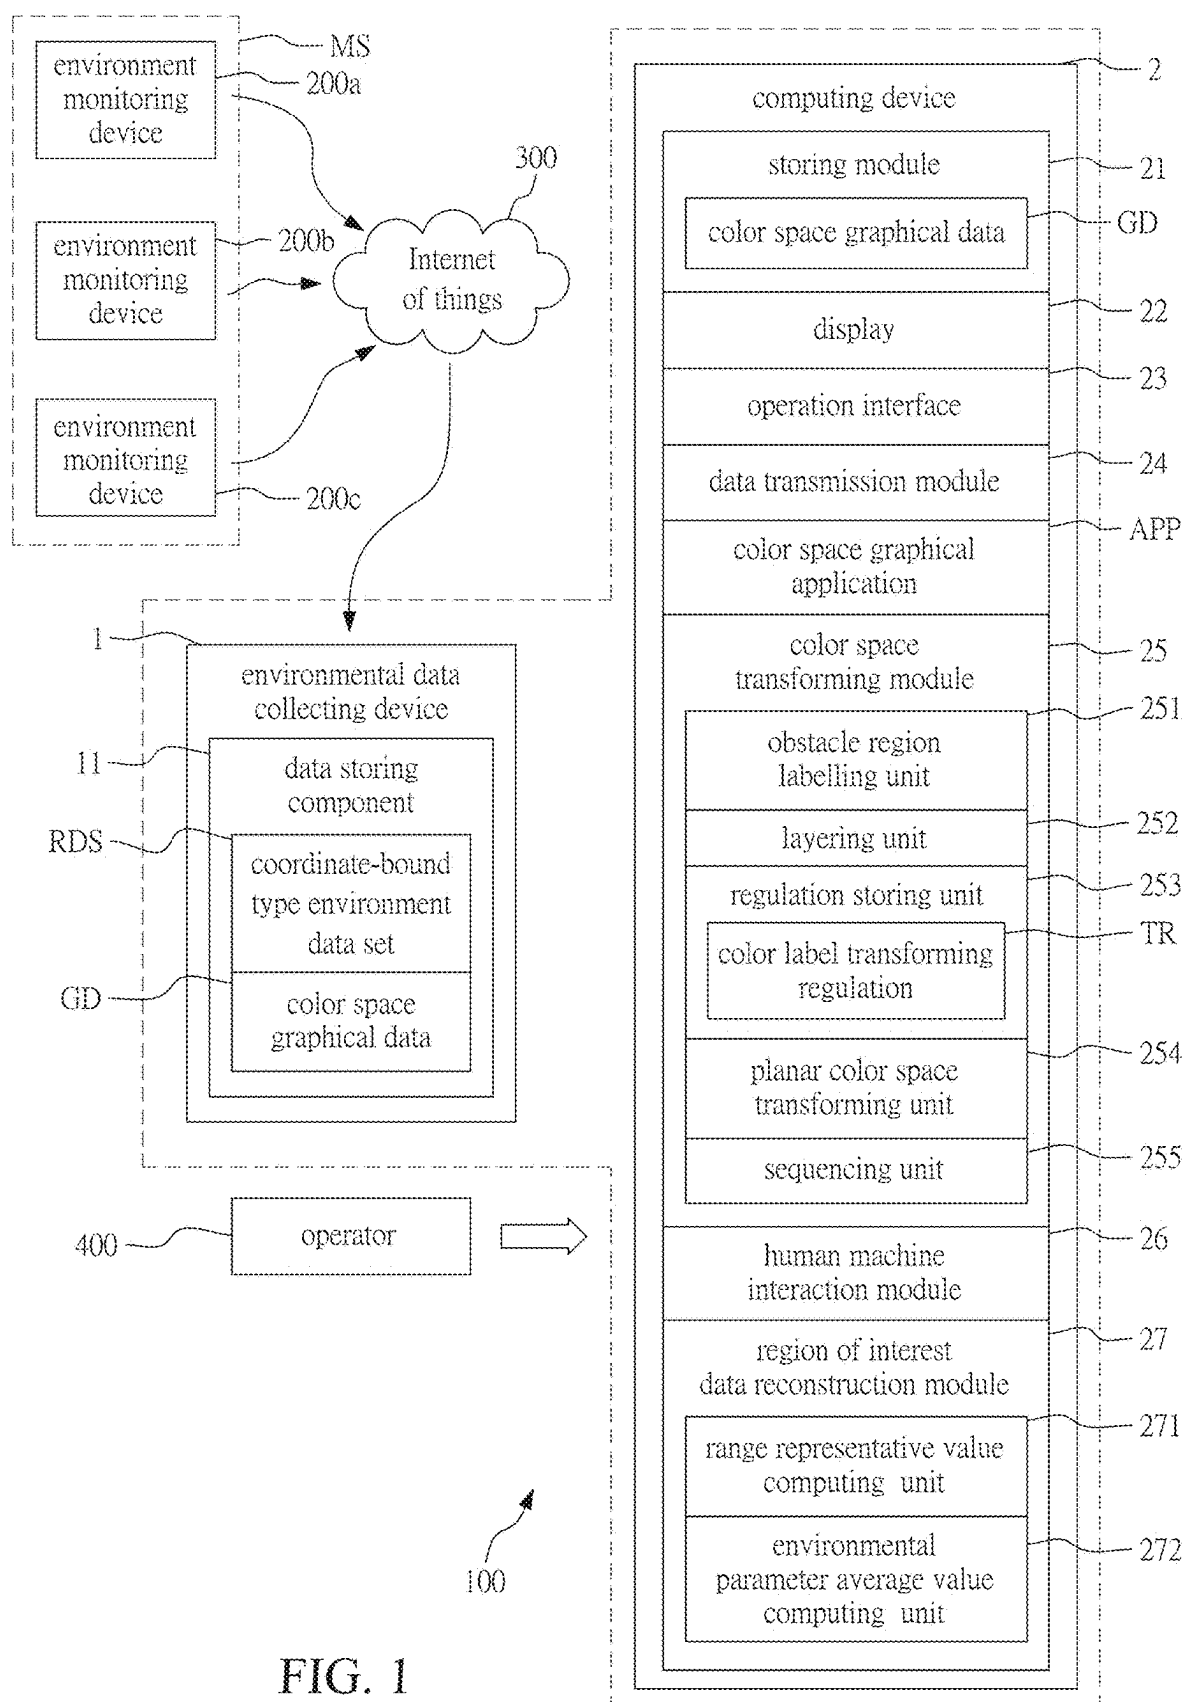 MS
environment
monitoring
device
200a
environment
monitoring
device
200b
environment
monitoring
device
200c
300
Internet
of things
1
environmental data
collecting device
11
data storing
component
RDS
coordinate-bound
type environment
data set
GD
color space
graphical data
400
operator
100
2
computing device
storing module
21
color space graphical data
GD
display
22
operation interface
23
data transmission module
24
color space graphical
application
APP
color space
transforming module
25
obstacle region
labelling unit
251
layering unit
252
regulation storing unit
253
color label transforming
regulation
TR
planar color space
transforming unit
254
sequencing unit
255
human machine
interaction module
26
region of interest
data reconstruction module
27
range representative value
computing unit
271
environmental
parameter average value
computing unit
272
FIG. 1